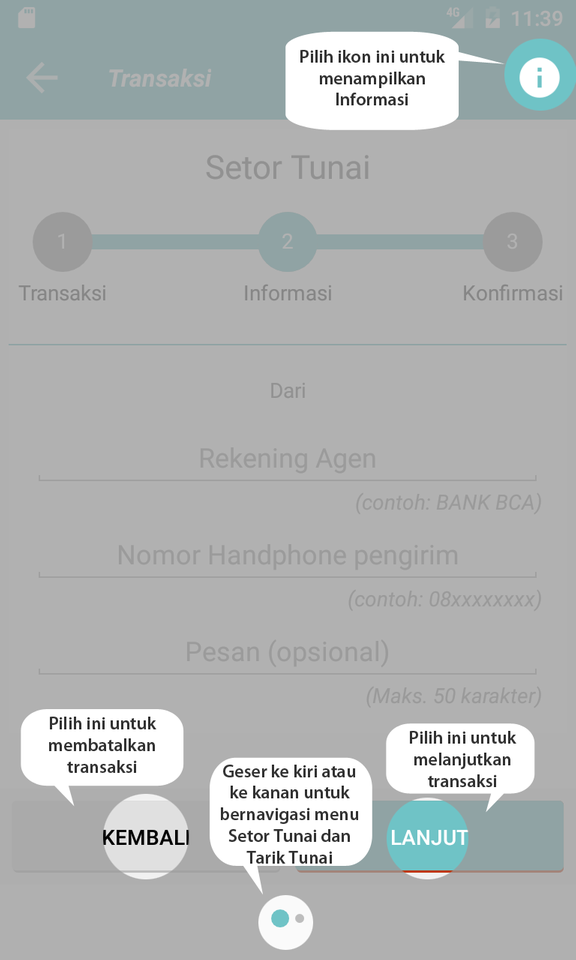 4G
11:39
Transaksi
Pilih ikon ini untuk
menampilkan
Informasi
Setor Tunai
1
2
3
Transaksi
Informasi
Konfirmasi
Dari
Rekening Agen
(contoh: BANK BCA)
Nomor Handphone pengirim
(contoh: 08xxxxxxxx)
Pesan (opsional)
(Maks. 50 karakter)
Pilih ini untuk
membatalkan
transaksi
Pilih ini untuk
melanjutkan
transaksi
Geser ke kiri atau
ke kanan untuk
bernavigasi menu
Setor Tunai dan
Tarik Tunai
KEMBALI
LANJUT